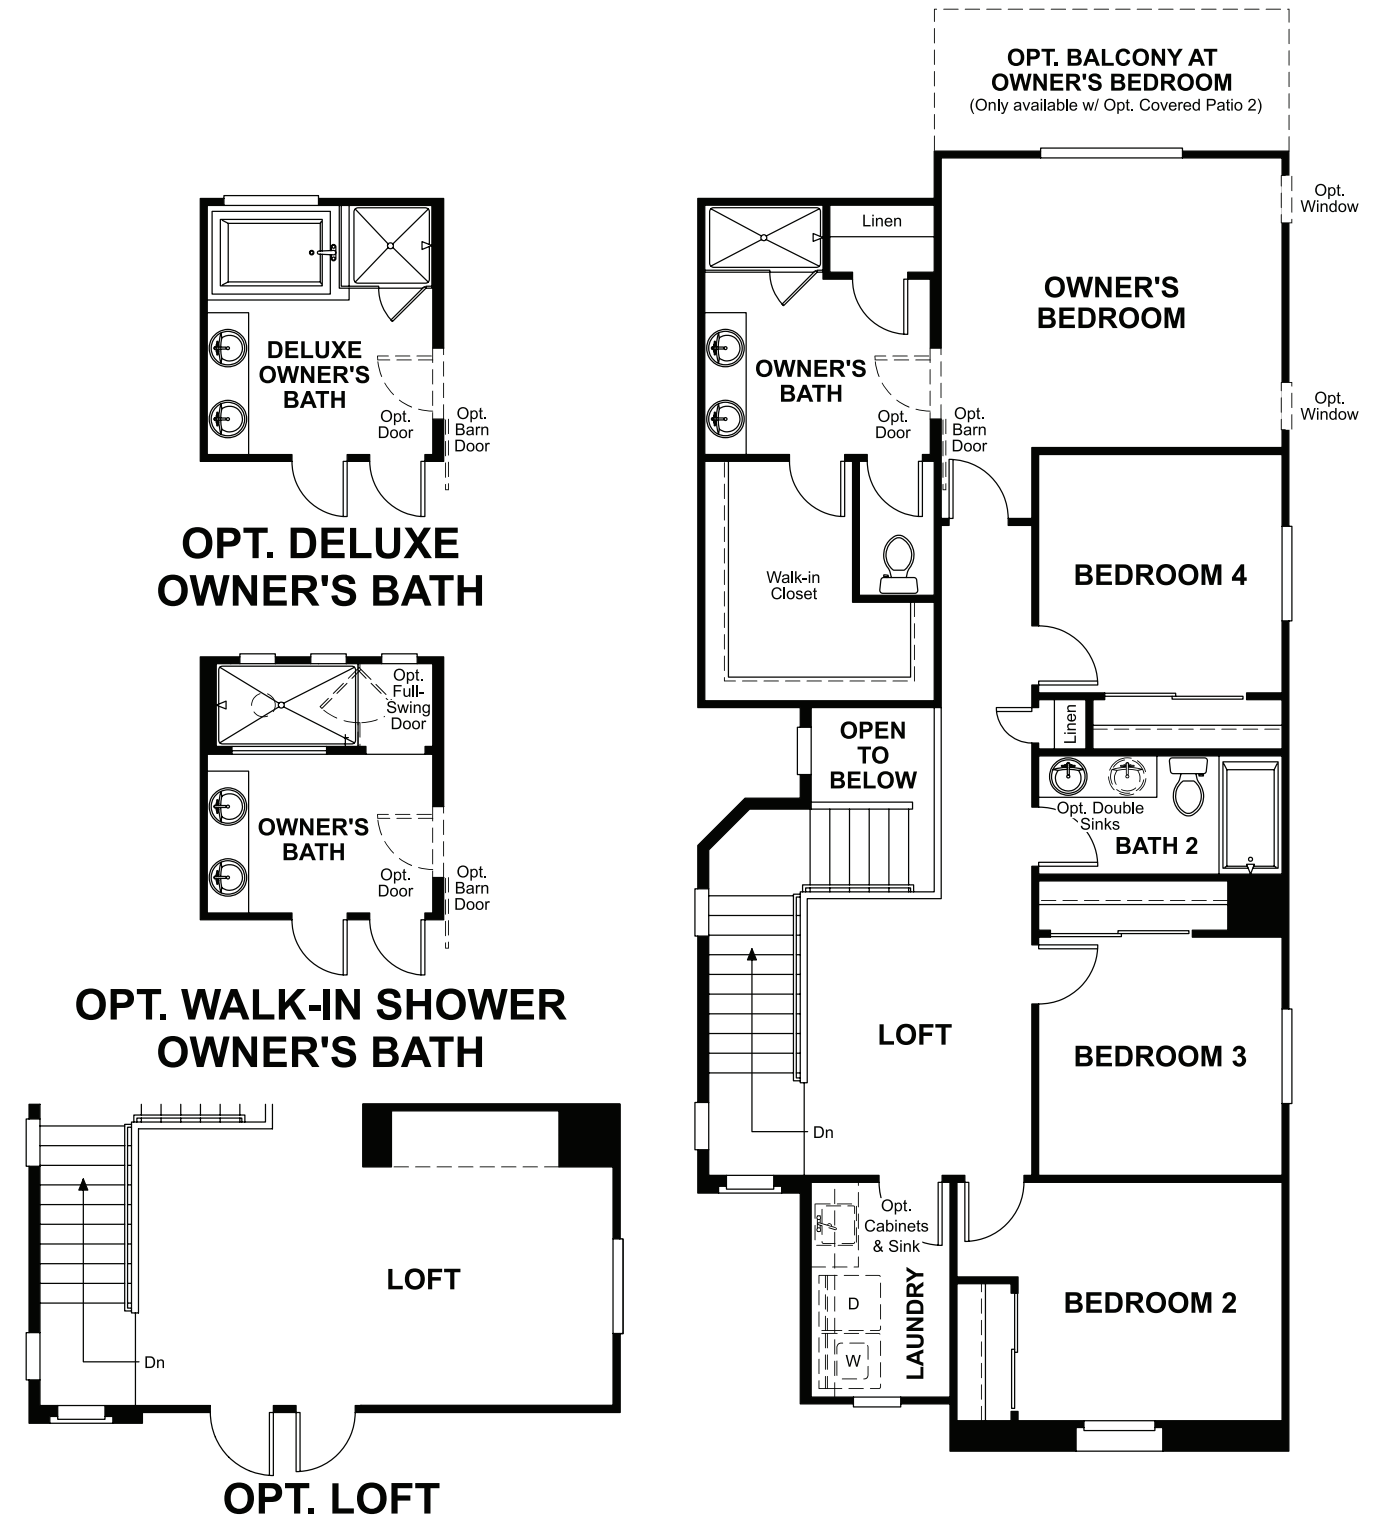 OPT. BALCONY AT
OWNER'S BEDROOM
(Only available w/ Opt. Covered Patio 2)
Opt.
Window
Linen
OWNER'S
BEDROOM
OWNER'S
BATH
Opt.
Door
Opt.
Barn
Door
Opt.
Window
DELUXE
OWNER'S
BATH
Opt.
Door
Opt.
Barn
Door
OPT. DELUXE
OWNER'S BATH
Walk-in
Closet
BEDROOM 4
Opt.
Full-
Swing
Door
OWNER'S
BATH
Opt.
Door
Opt.
Barn
Door
OPT. WALK-IN SHOWER
OWNER'S BATH
OPEN
TO
BELOW
Linen
Opt. Double
Sinks
BATH 2
LOFT
BEDROOM 3
Dn
Opt.
Cabinets
& Sink
D
W
LAUNDRY
BEDROOM 2
LOFT
Dn
OPT. LOFT